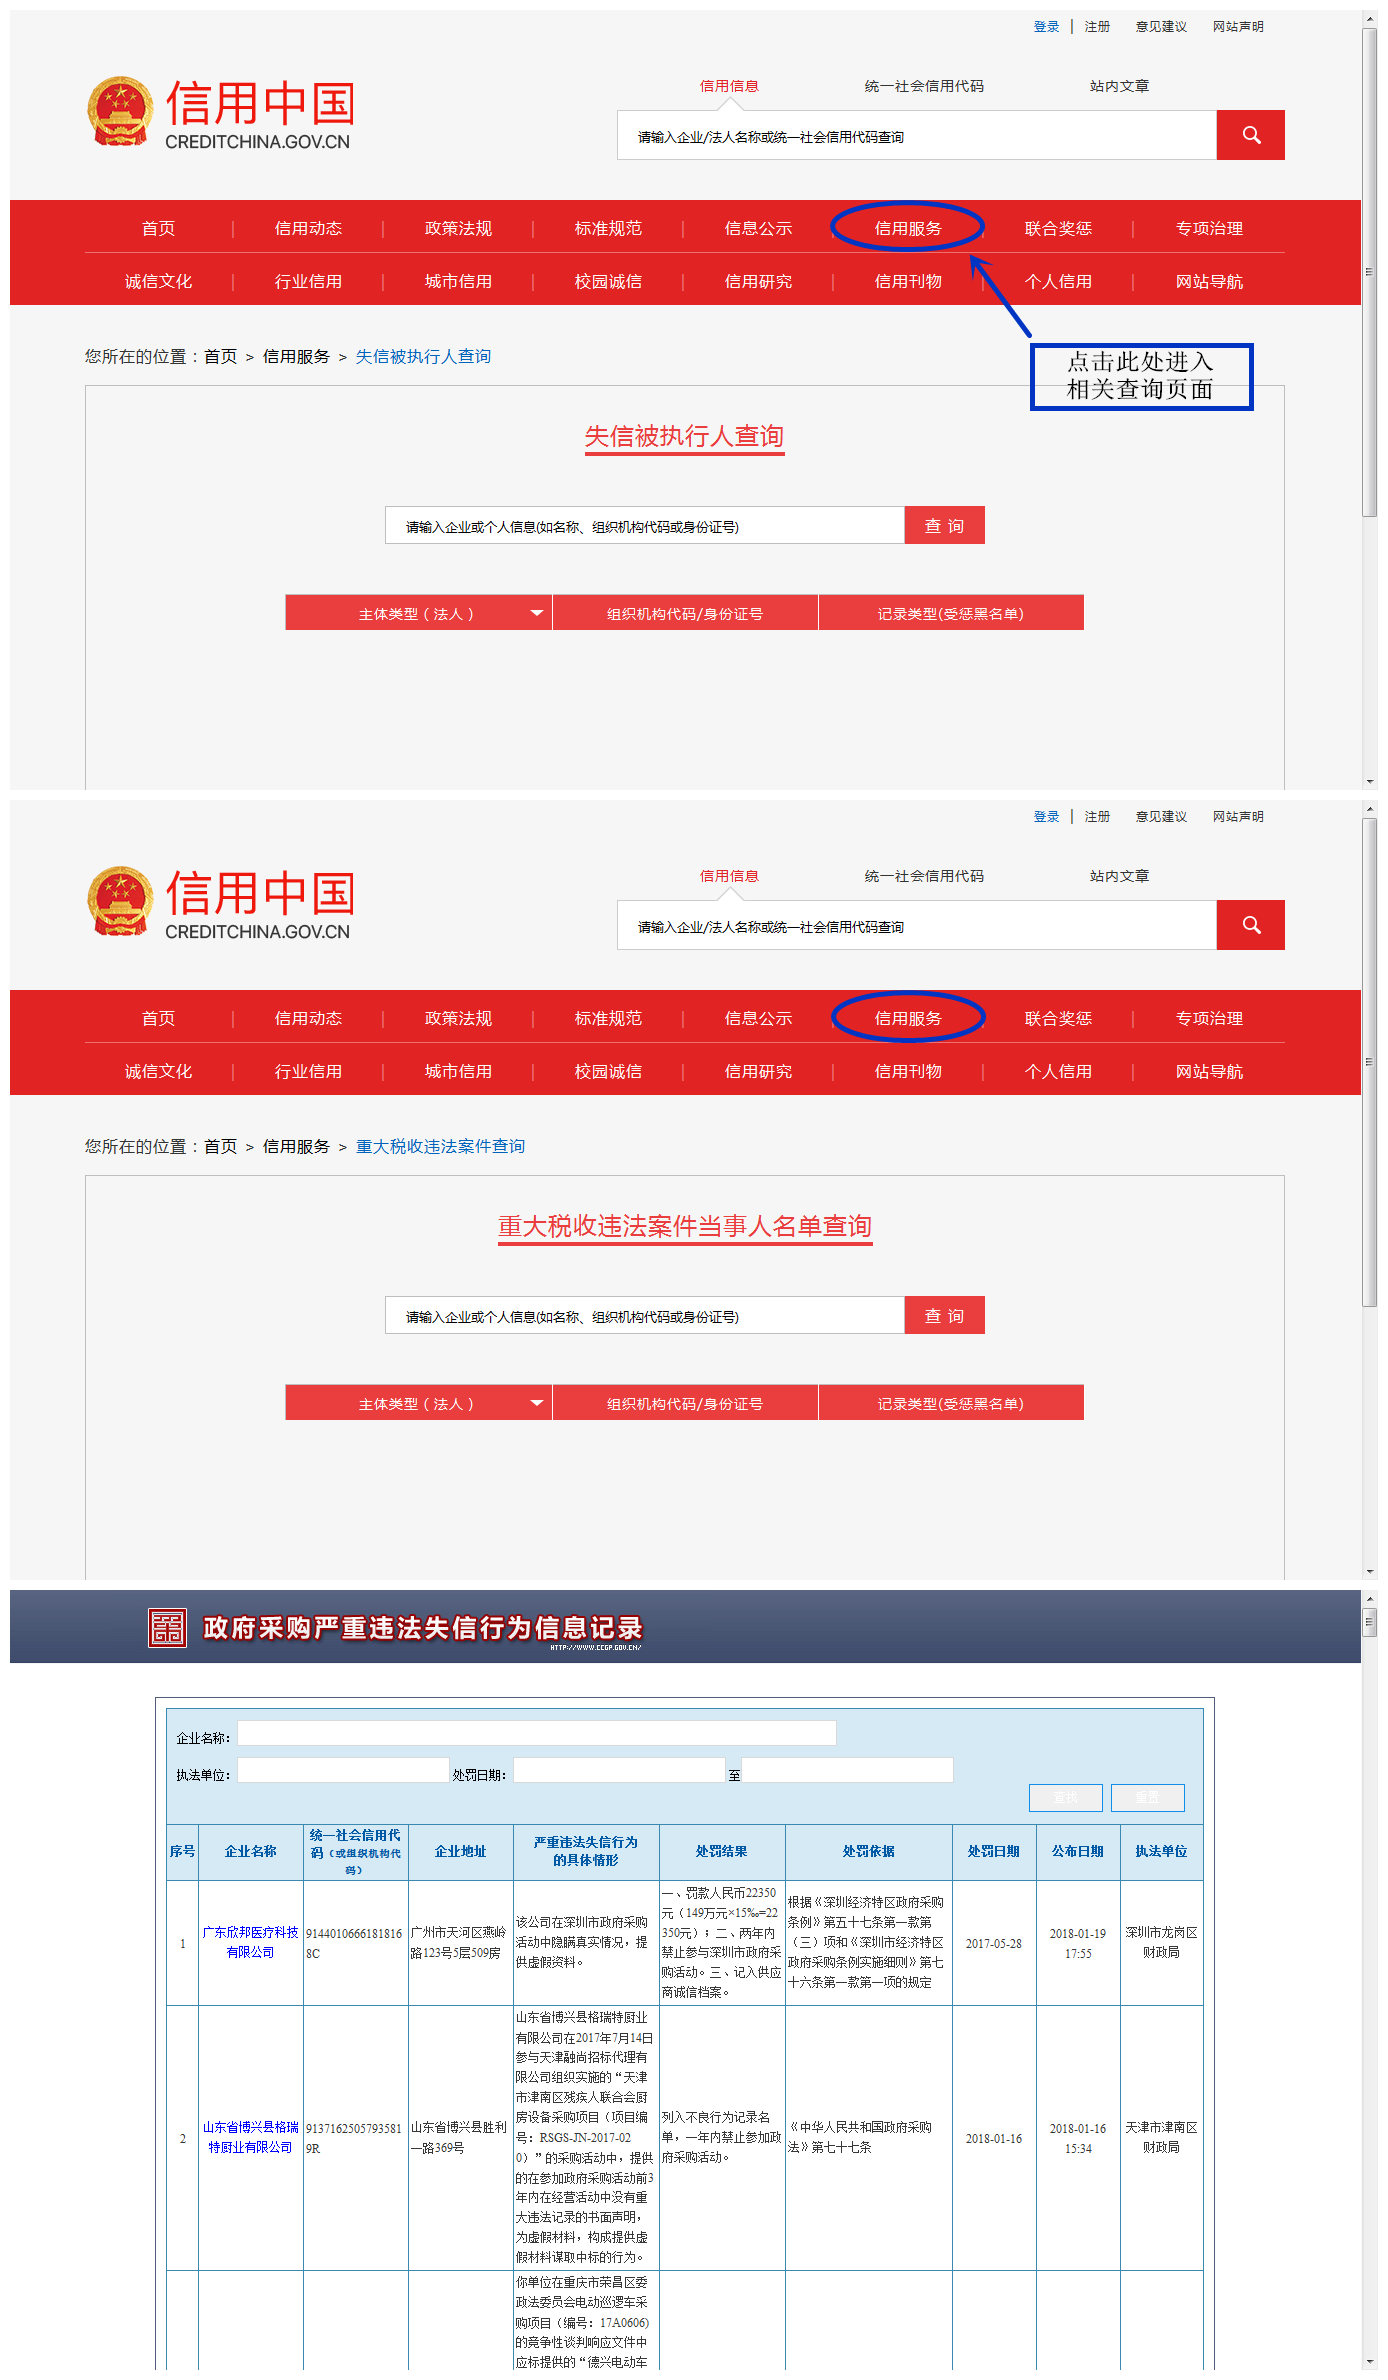 登录 | 注册 意见建议 网站声明
信用中国
CREDITCHINA.GOV.CN
信用信息 统一社会信用代码 站内文章
请输入企业/法人名称或统一社会信用代码查询
首页 信用动态 政策法规 标准规范 信息公示 信用服务 联合奖惩 专项治理
诚信文化 行业信用 城市信用 校园诚信 信用研究 信用刊物 个人信用 网站导航
点击此处进入
相关查询页面
您所在的位置：首页 > 信用服务 > 失信被执行人查询
失信被执行人查询
请输入企业或个人信息(如名称、组织机构代码或身份证号) 查 询
主体类型（法人） 组织机构代码/身份证号 记录类型(受惩黑名单)
登录 | 注册 意见建议 网站声明
信用中国
CREDITCHINA.GOV.CN
信用信息 统一社会信用代码 站内文章
请输入企业/法人名称或统一社会信用代码查询
首页 信用动态 政策法规 标准规范 信息公示 信用服务 联合奖惩 专项治理
诚信文化 行业信用 城市信用 校园诚信 信用研究 信用刊物 个人信用 网站导航
您所在的位置：首页 > 信用服务 > 重大税收违法案件查询
重大税收违法案件当事人名单查询
请输入企业或个人信息(如名称、组织机构代码或身份证号) 查 询
主体类型（法人） 组织机构代码/身份证号 记录类型(受惩黑名单)
政府采购严重违法失信行为信息记录
HTTP://WWW.CCGP.GOV.CN/
企业名称：
执法单位： 处罚日期： 至
查找 重置
序号
企业名称
统一社会信用代
码（或组织机构代
码）
企业地址
严重违法失信行为
的具体情形
处罚结果
处罚依据
处罚日期
公布日期
执法单位
1
广东欣邦医疗科技
有限公司
9144010666181816
8C
广州市天河区燕岭
路123号5层509房
该公司在深圳市政府采购
活动中隐瞒真实情况，提
供虚假资料。
一、罚款人民币22350
元（149万元×15‰=22
350元）；二、两年内
禁止参与深圳市政府采
购活动。三、记入供应
商诚信档案。
根据《深圳经济特区政府采购
条例》第五十七条第一款第
（三）项和《深圳市经济特区
政府采购条例实施细则》第七
十六条第一款第一项的规定
2017-05-28
2018-01-19
17:55
深圳市龙岗区
财政局
2
山东省博兴县格瑞
特厨业有限公司
9137162505793581
9R
山东省博兴县胜利
一路369号
山东省博兴县格瑞特厨业
有限公司在2017年7月14日
参与天津融尚招标代理有
限公司组织实施的“天津
市津南区残疾人联合会厨
房设备采购项目（项目编
号：RSGS-JN-2017-02
0）”的采购活动中，提供
的在参加政府采购活动前3
年内在经营活动中没有重
大违法记录的书面声明，
为虚假材料，构成提供虚
假材料谋取中标的行为。
列入不良行为记录名
单，一年内禁止参加政
府采购活动。
《中华人民共和国政府采购
法》第七十七条
2018-01-16
2018-01-16
15:34
天津市津南区
财政局
你单位在重庆市荣昌区委
政法委员会电动巡逻车采
购项目（编号：17A0606)
的竞争性谈判响应文件中
应标提供的“德兴电动车